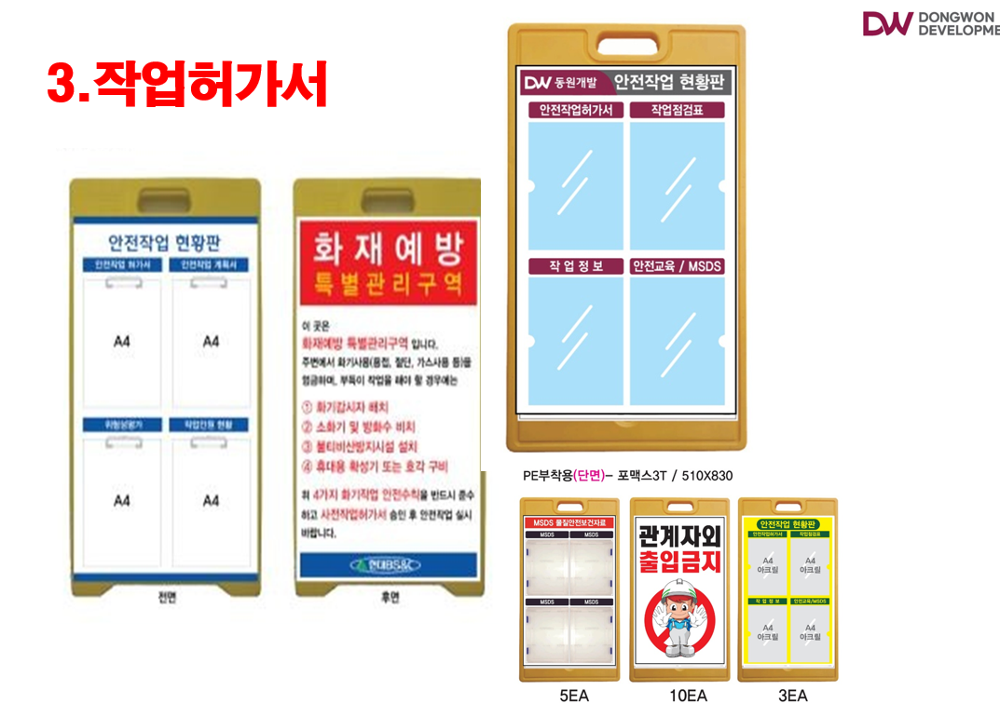 3.작업허가서
DW DONGWON
DEVELOPME
안전작업 현황판
안전작업 허가서
안전작업 계획서
A4
A4
위험성평가
작업인원 현황
A4
A4
전면
화재예방
특별관리구역
이 곳은
화재예방 특별관리구역 입니다.
주변에서 화기사용(용접, 절단, 가스사용 등)을
엄금하며, 부득이 작업을 해야 할 경우에는
① 화기감시자 배치
② 소화기 및 방화수 비치
③ 불티비산방지시설 설치
④ 휴대용 확성기 또는 호각 구비
위 4가지 화기작업 안전수칙을 반드시 준수
하고 사전작업허가서 승인 후 안전작업 실시
바랍니다.
현대BS&C
후면
DW 동원개발 안전작업 현황판
안전작업허가서
작업점검표
작 업 정 보
안전교육 / MSDS
PE부착용(단면)- 포맥스3T / 510X830
MSDS 물질안전보건자료
MSDS
MSDS
MSDS
MSDS
5EA
관계자외
출입금지
10EA
안전작업 현황판
안전작업허가서
작업점검표
A4
아크릴
A4
아크릴
작 업 정 보
안전교육/MSDS
A4
아크릴
A4
아크릴
3EA